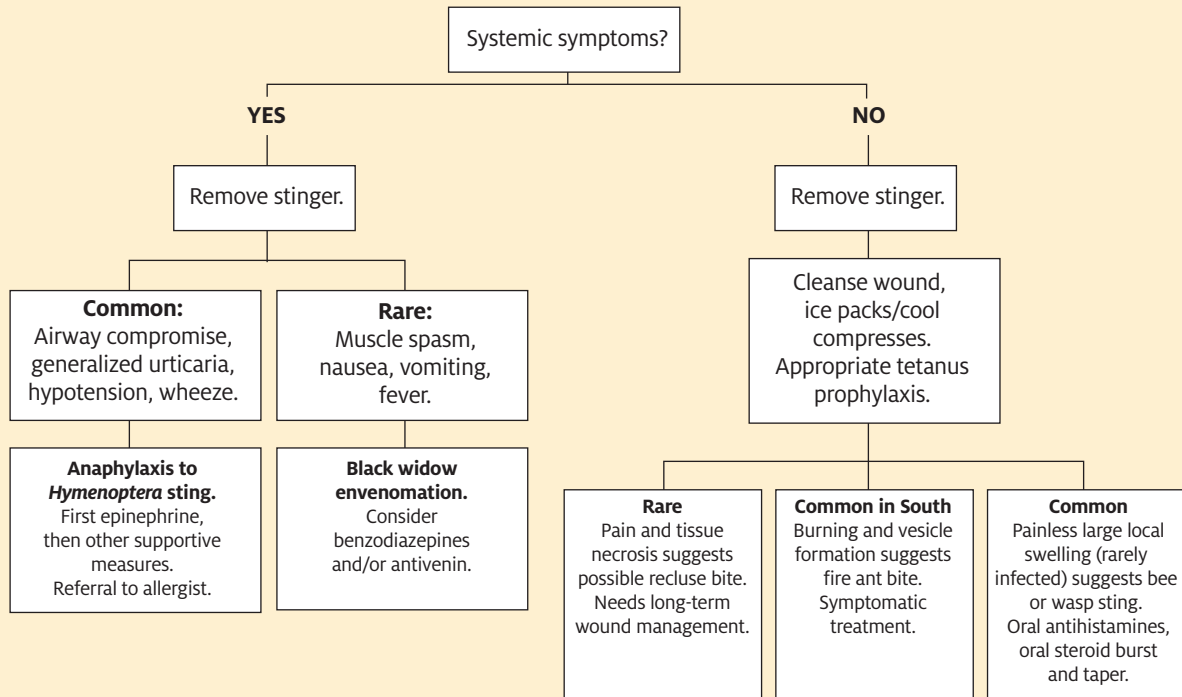 Systemic symptoms?
YES
NO
Remove stinger.
Remove stinger.
Common:
Airway compromise,
generalized urticaria,
hypotension, wheeze.
Rare:
Muscle spasm,
nausea, vomiting,
fever.
Cleanse wound,
ice packs/cool
compresses.
Appropriate tetanus
prophylaxis.
Anaphylaxis to
Hymenoptera sting.
First epinephrine,
then other supportive
measures.
Referral to allergist.
Black widow
envenomation.
Consider
benzodiazepines
and/or antivenin.
Rare
Pain and tissue
necrosis suggests
possible recluse bite.
Needs long-term
wound management.
Common in South
Burning and vesicle
formation suggests
fire ant bite.
Symptomatic
treatment.
Common
Painless large local
swelling (rarely
infected) suggests bee
or wasp sting.
Oral antihistamines,
oral steroid burst
and taper.